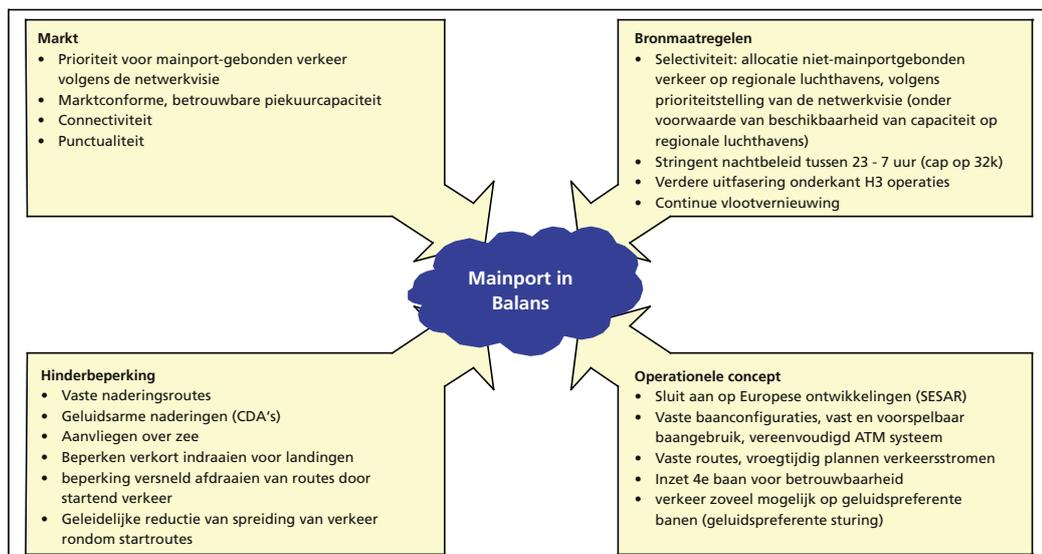 Markt
• Prioriteit voor mainport-gebonden verkeer
volgens de netwerkvisie
• Marktconforme, betrouwbare piekuurcapaciteit
• Connectiviteit
• Punctualiteit
Bronmaatregelen
• Selectiviteit: allocatie niet-mainportgebonden
verkeer op regionale luchthavens, volgens
prioriteitstelling van de netwerkvisie (onder
voorwaarde van beschikbaarheid van capaciteit op
regionale luchthavens)
• Stringent nachtbeleid tussen 23 - 7 uur (cap op 32k)
• Verdere uitfasering onderkant H3 operaties
• Continue vlootvernieuwing
Mainport in
Balans
Hinderbeperking
• Vaste naderingsroutes
• Geluidsarme naderingen (CDA's)
• Aanvliegen over zee
• Beperken verkort indraaien voor landingen
• beperking versneld afdraaien van routes door
startend verkeer
• Geleidelijke reductie van spreiding van verkeer
rondom startroutes
Operationele concept
• Sluit aan op Europese ontwikkelingen (SESAR)
• Vaste baanconfiguraties, vast en voorspelbaar
baangebruik, vereenvoudigd ATM systeem
• Vaste routes, vroegtijdig plannen verkeersstromen
• Inzet 4e baan voor betrouwbaarheid
• verkeer zoveel mogelijk op geluidspreferente
banen (geluidspreferente sturing)